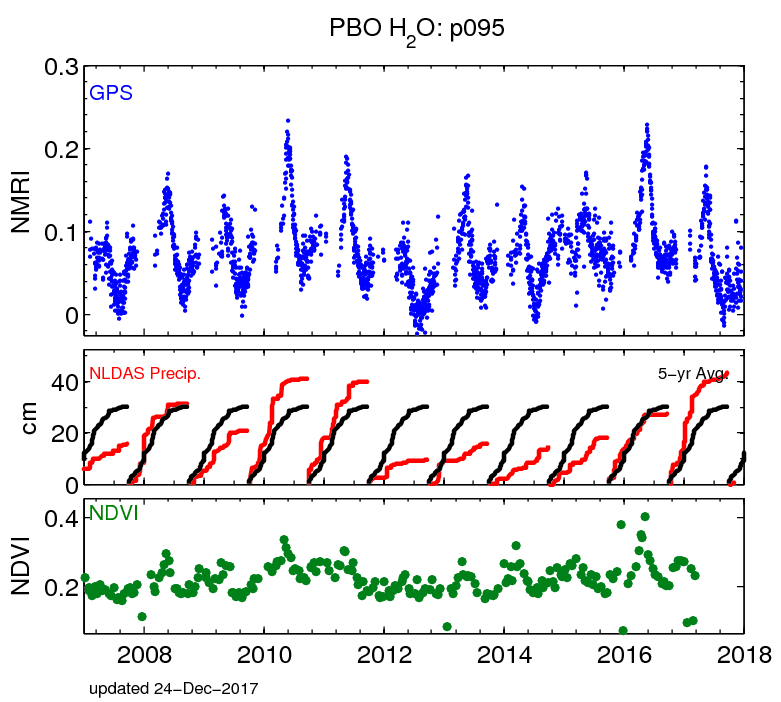 PBO H₂O: p095
0.3
GPS
0.2
NMRI
0.1
0
NLDAS Precip.
5−yr Avg.
40
cm
20
0
NDVI
0.4
NDVI
0.2
2008 2010 2012 2014 2016 2018
updated 24−Dec−2017